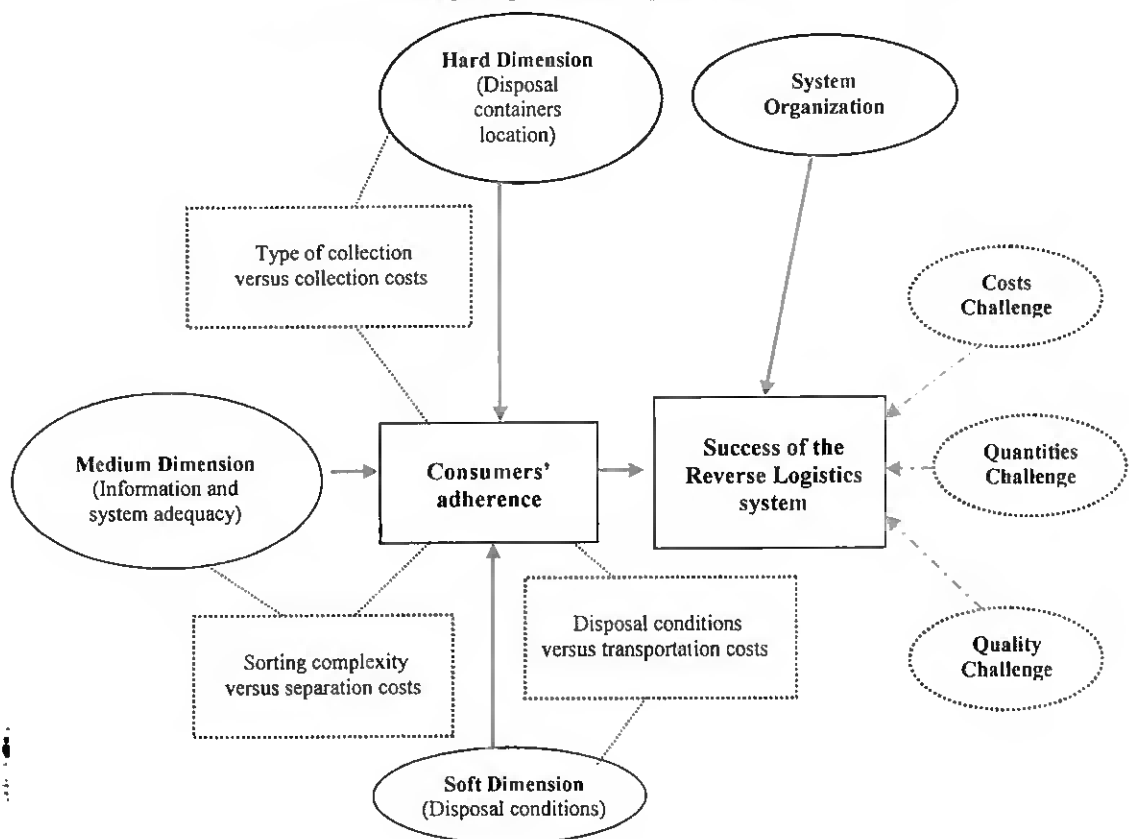 Hard Dimension
(Disposal
containers
location)
System
Organization
Type of collection
versus collection costs
Costs
Challenge
Medium Dimension
(Information and
system adequacy)
Consumers'
adherence
Success of the
Reverse Logistics
system
Quantities
Challenge
Sorting complexity
versus separation costs
Disposal conditions
versus transportation costs
Quality
Challenge
Soft Dimension
(Disposal conditions)